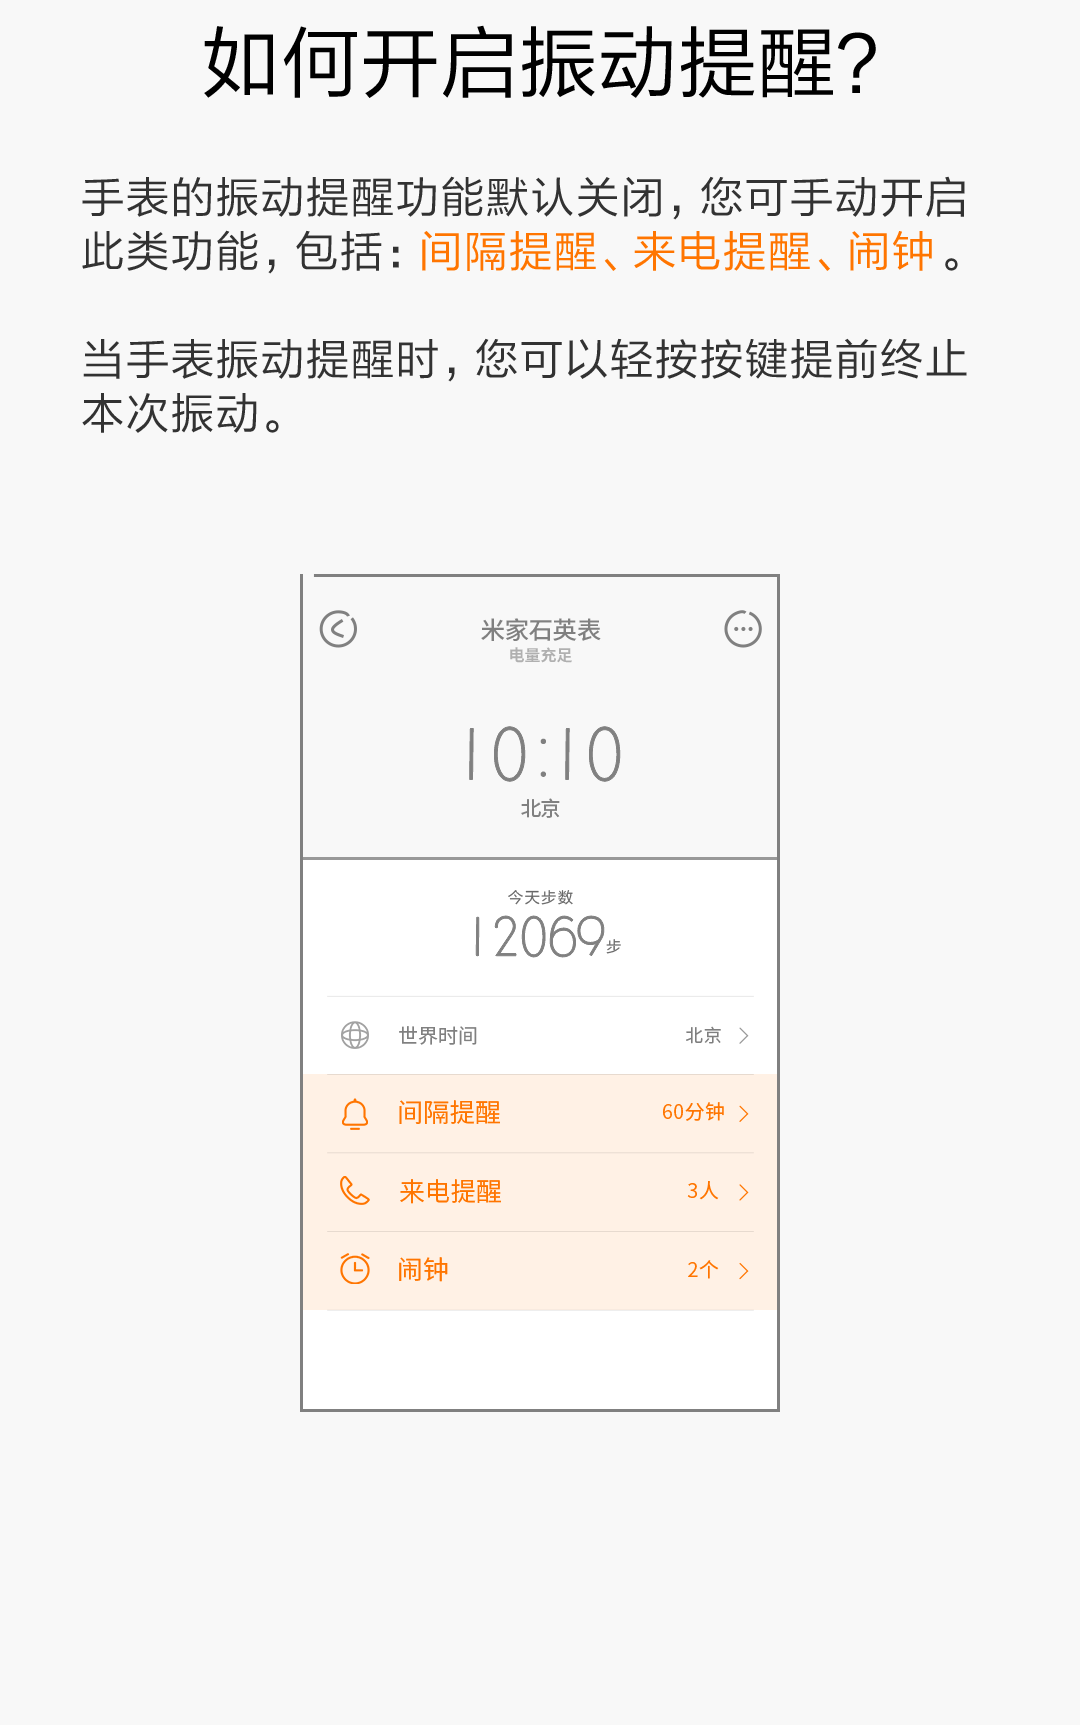 如何开启振动提醒?
手表的振动提醒功能默认关闭，您可手动开启
此类功能，包括：间隔提醒、来电提醒、闹钟。
当手表振动提醒时，您可以轻按按键提前终止
本次振动。
米家石英表
电量充足
10:10
北京
今天步数
12069步
世界时间 北京
间隔提醒 60分钟
来电提醒 3人
闹钟 2个